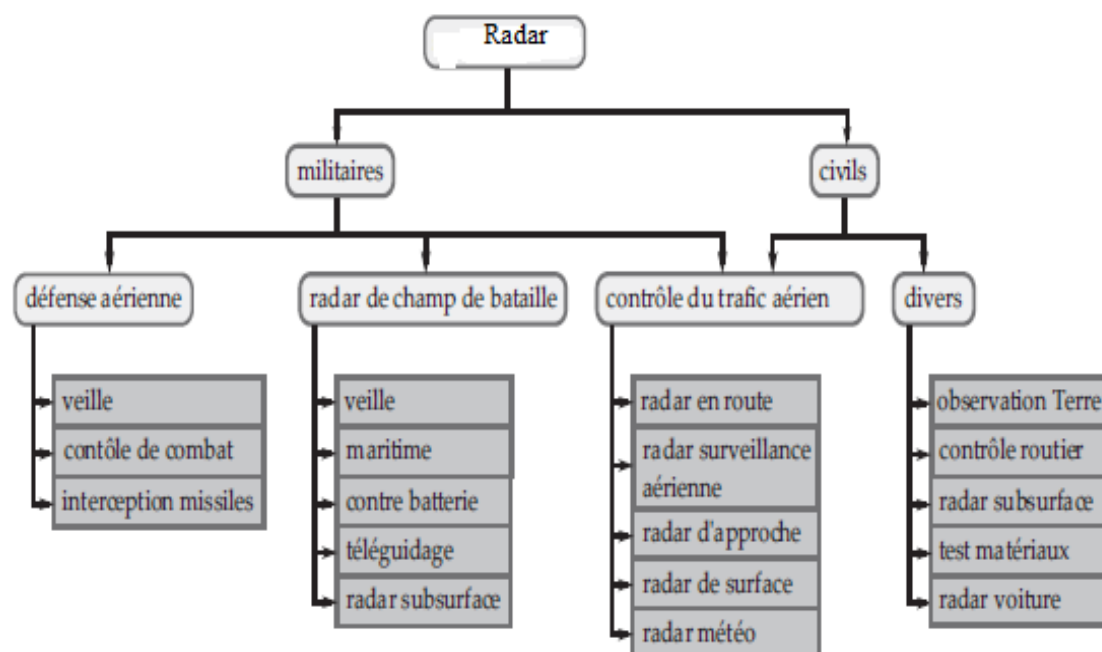 Radar
militaires
civils
défense aérienne
radar de champ de bataille
contrôle du trafic aérien
divers
veille
contôle de combat
interception missiles
veille
maritime
contre batterie
téléguidage
radar subsurface
radar en route
radar surveillance
aérienne
radar d'approche
radar de surface
radar météo
observation Terre
contrôle routier
radar subsurface
test matériaux
radar voiture